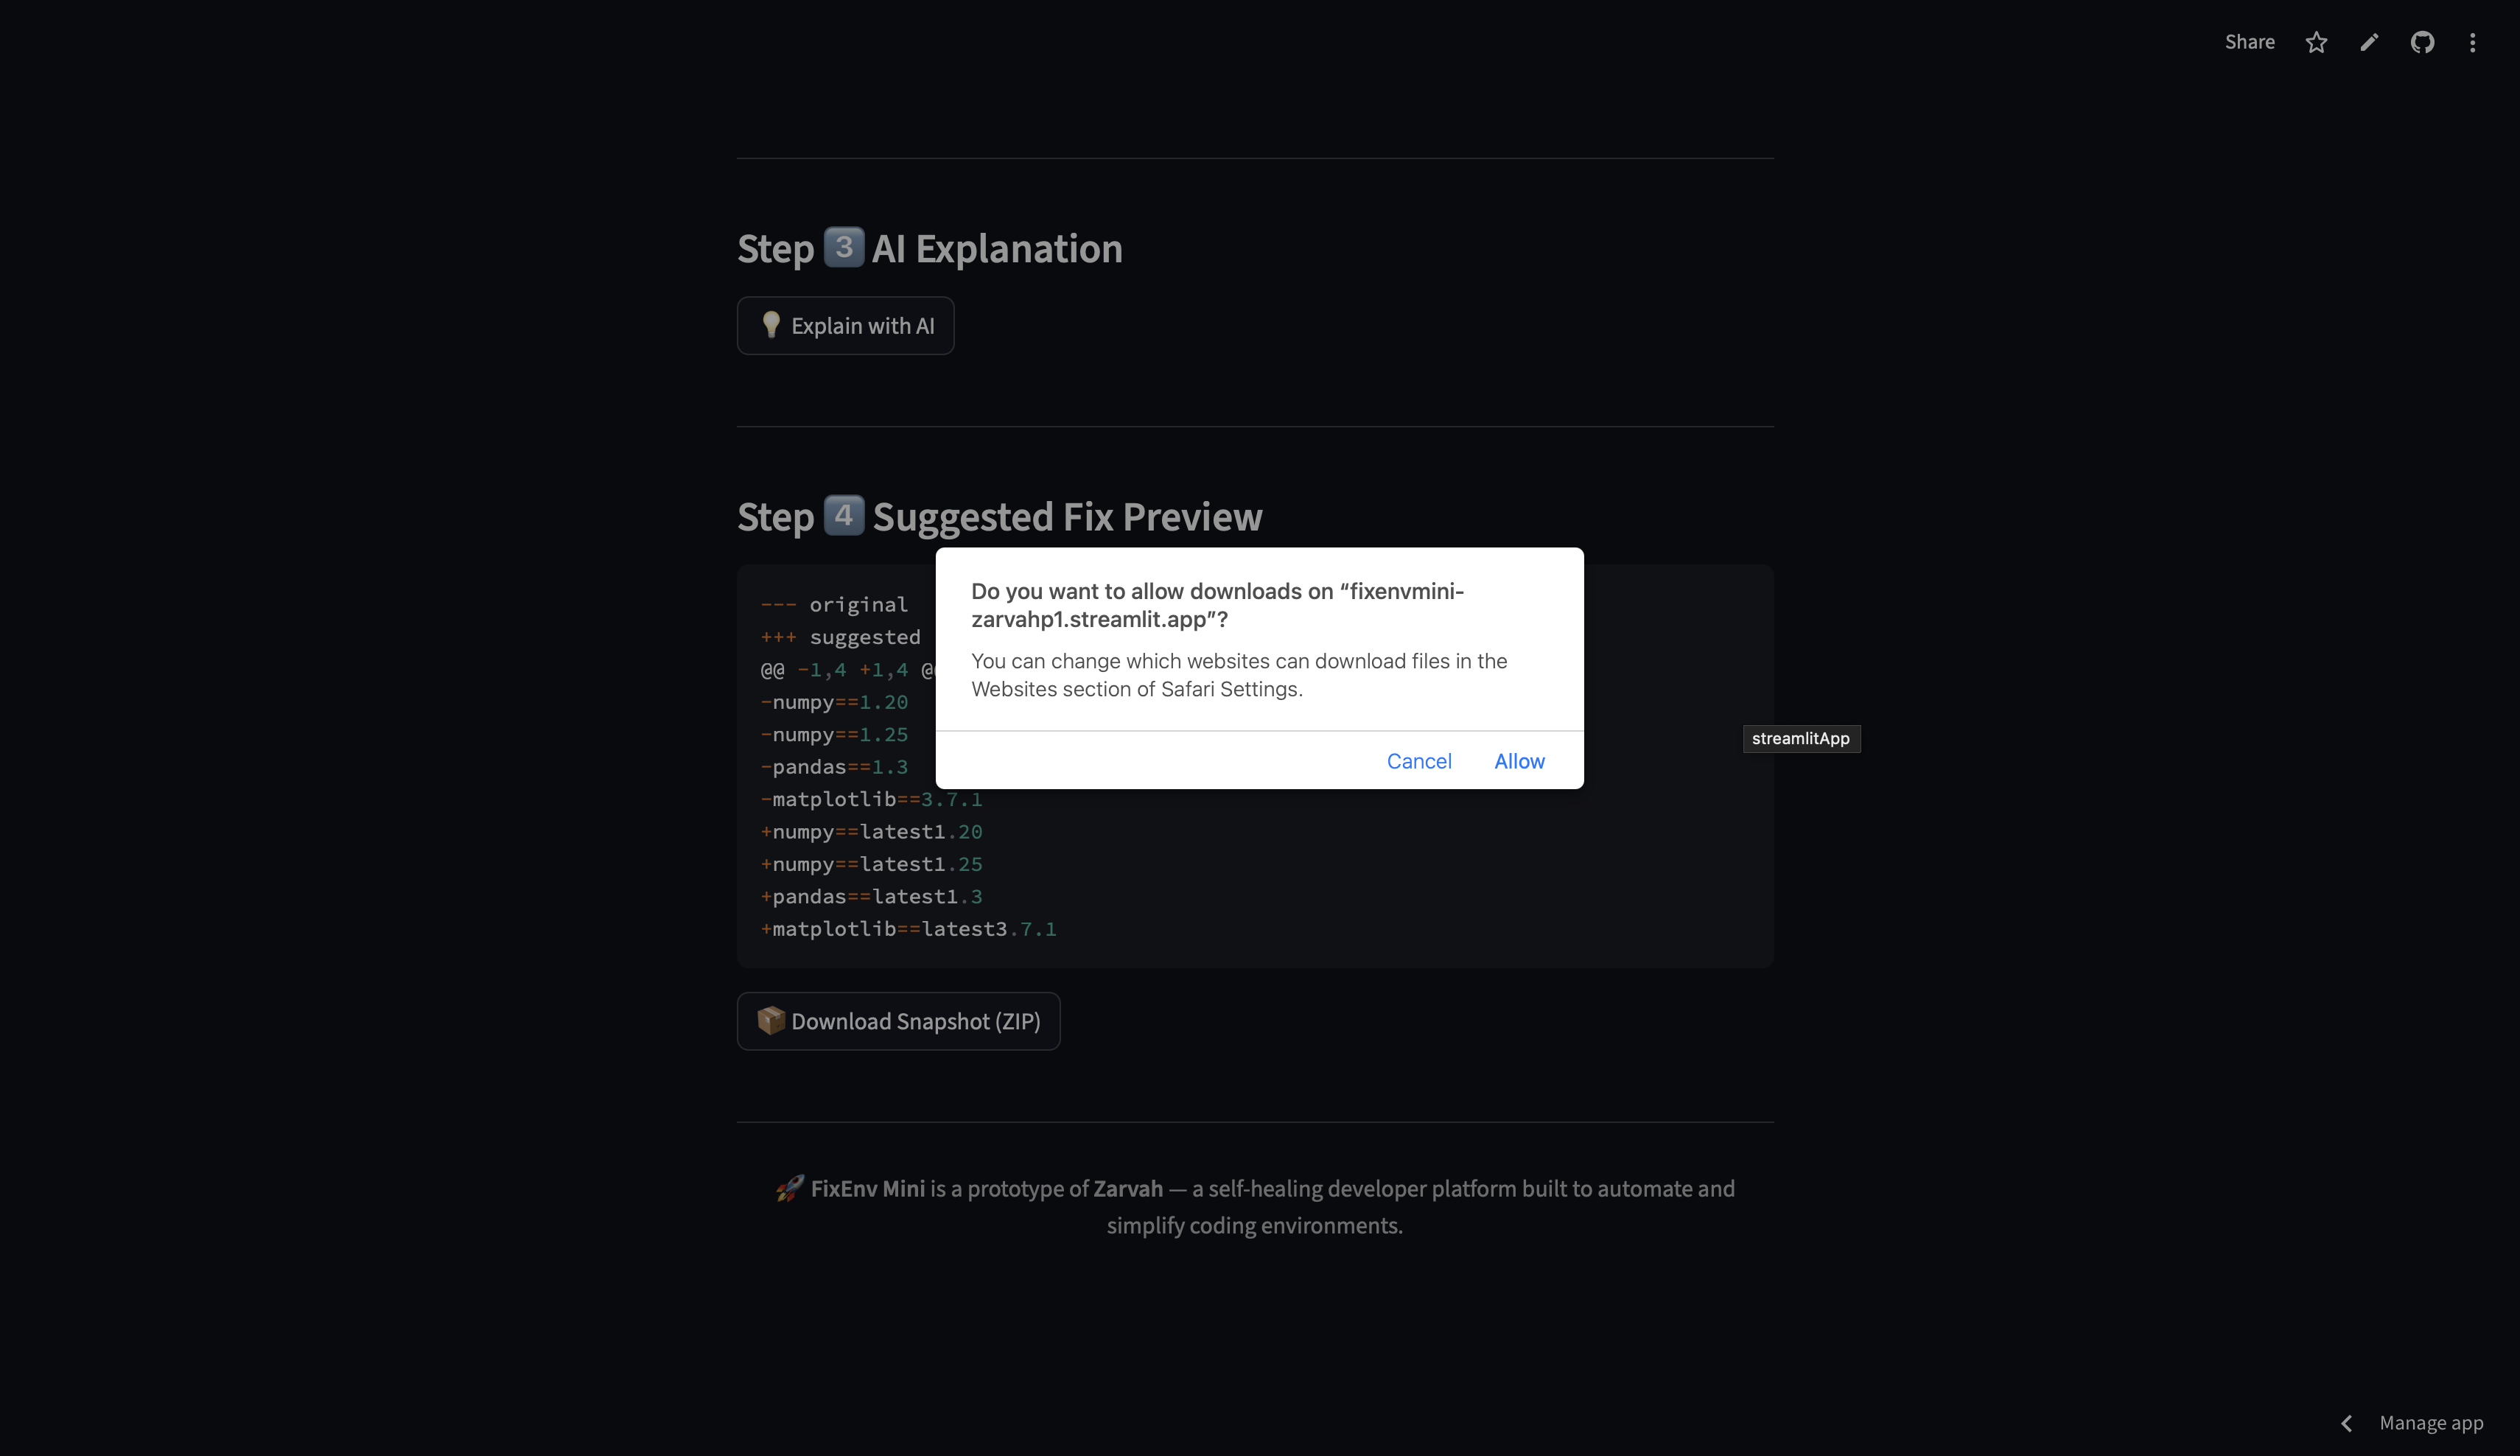 Share
Step 3 AI Explanation
💡 Explain with AI
Step 4 Suggested Fix Preview
--- original
+++ suggested
@@ -1,4 +1,4 @
-numpy==1.20
-numpy==1.25
-pandas==1.3
-matplotlib==3.7.1
+numpy==latest1.20
+numpy==latest1.25
+pandas==latest1.3
+matplotlib==latest3.7.1
Do you want to allow downloads on “fixenvmini-
zarvahp1.streamlit.app”?
You can change which websites can download files in the
Websites section of Safari Settings.
Cancel Allow
streamlitApp
📦 Download Snapshot (ZIP)
🚀 FixEnv Mini is a prototype of Zarvah — a self-healing developer platform built to automate and
simplify coding environments.
Manage app